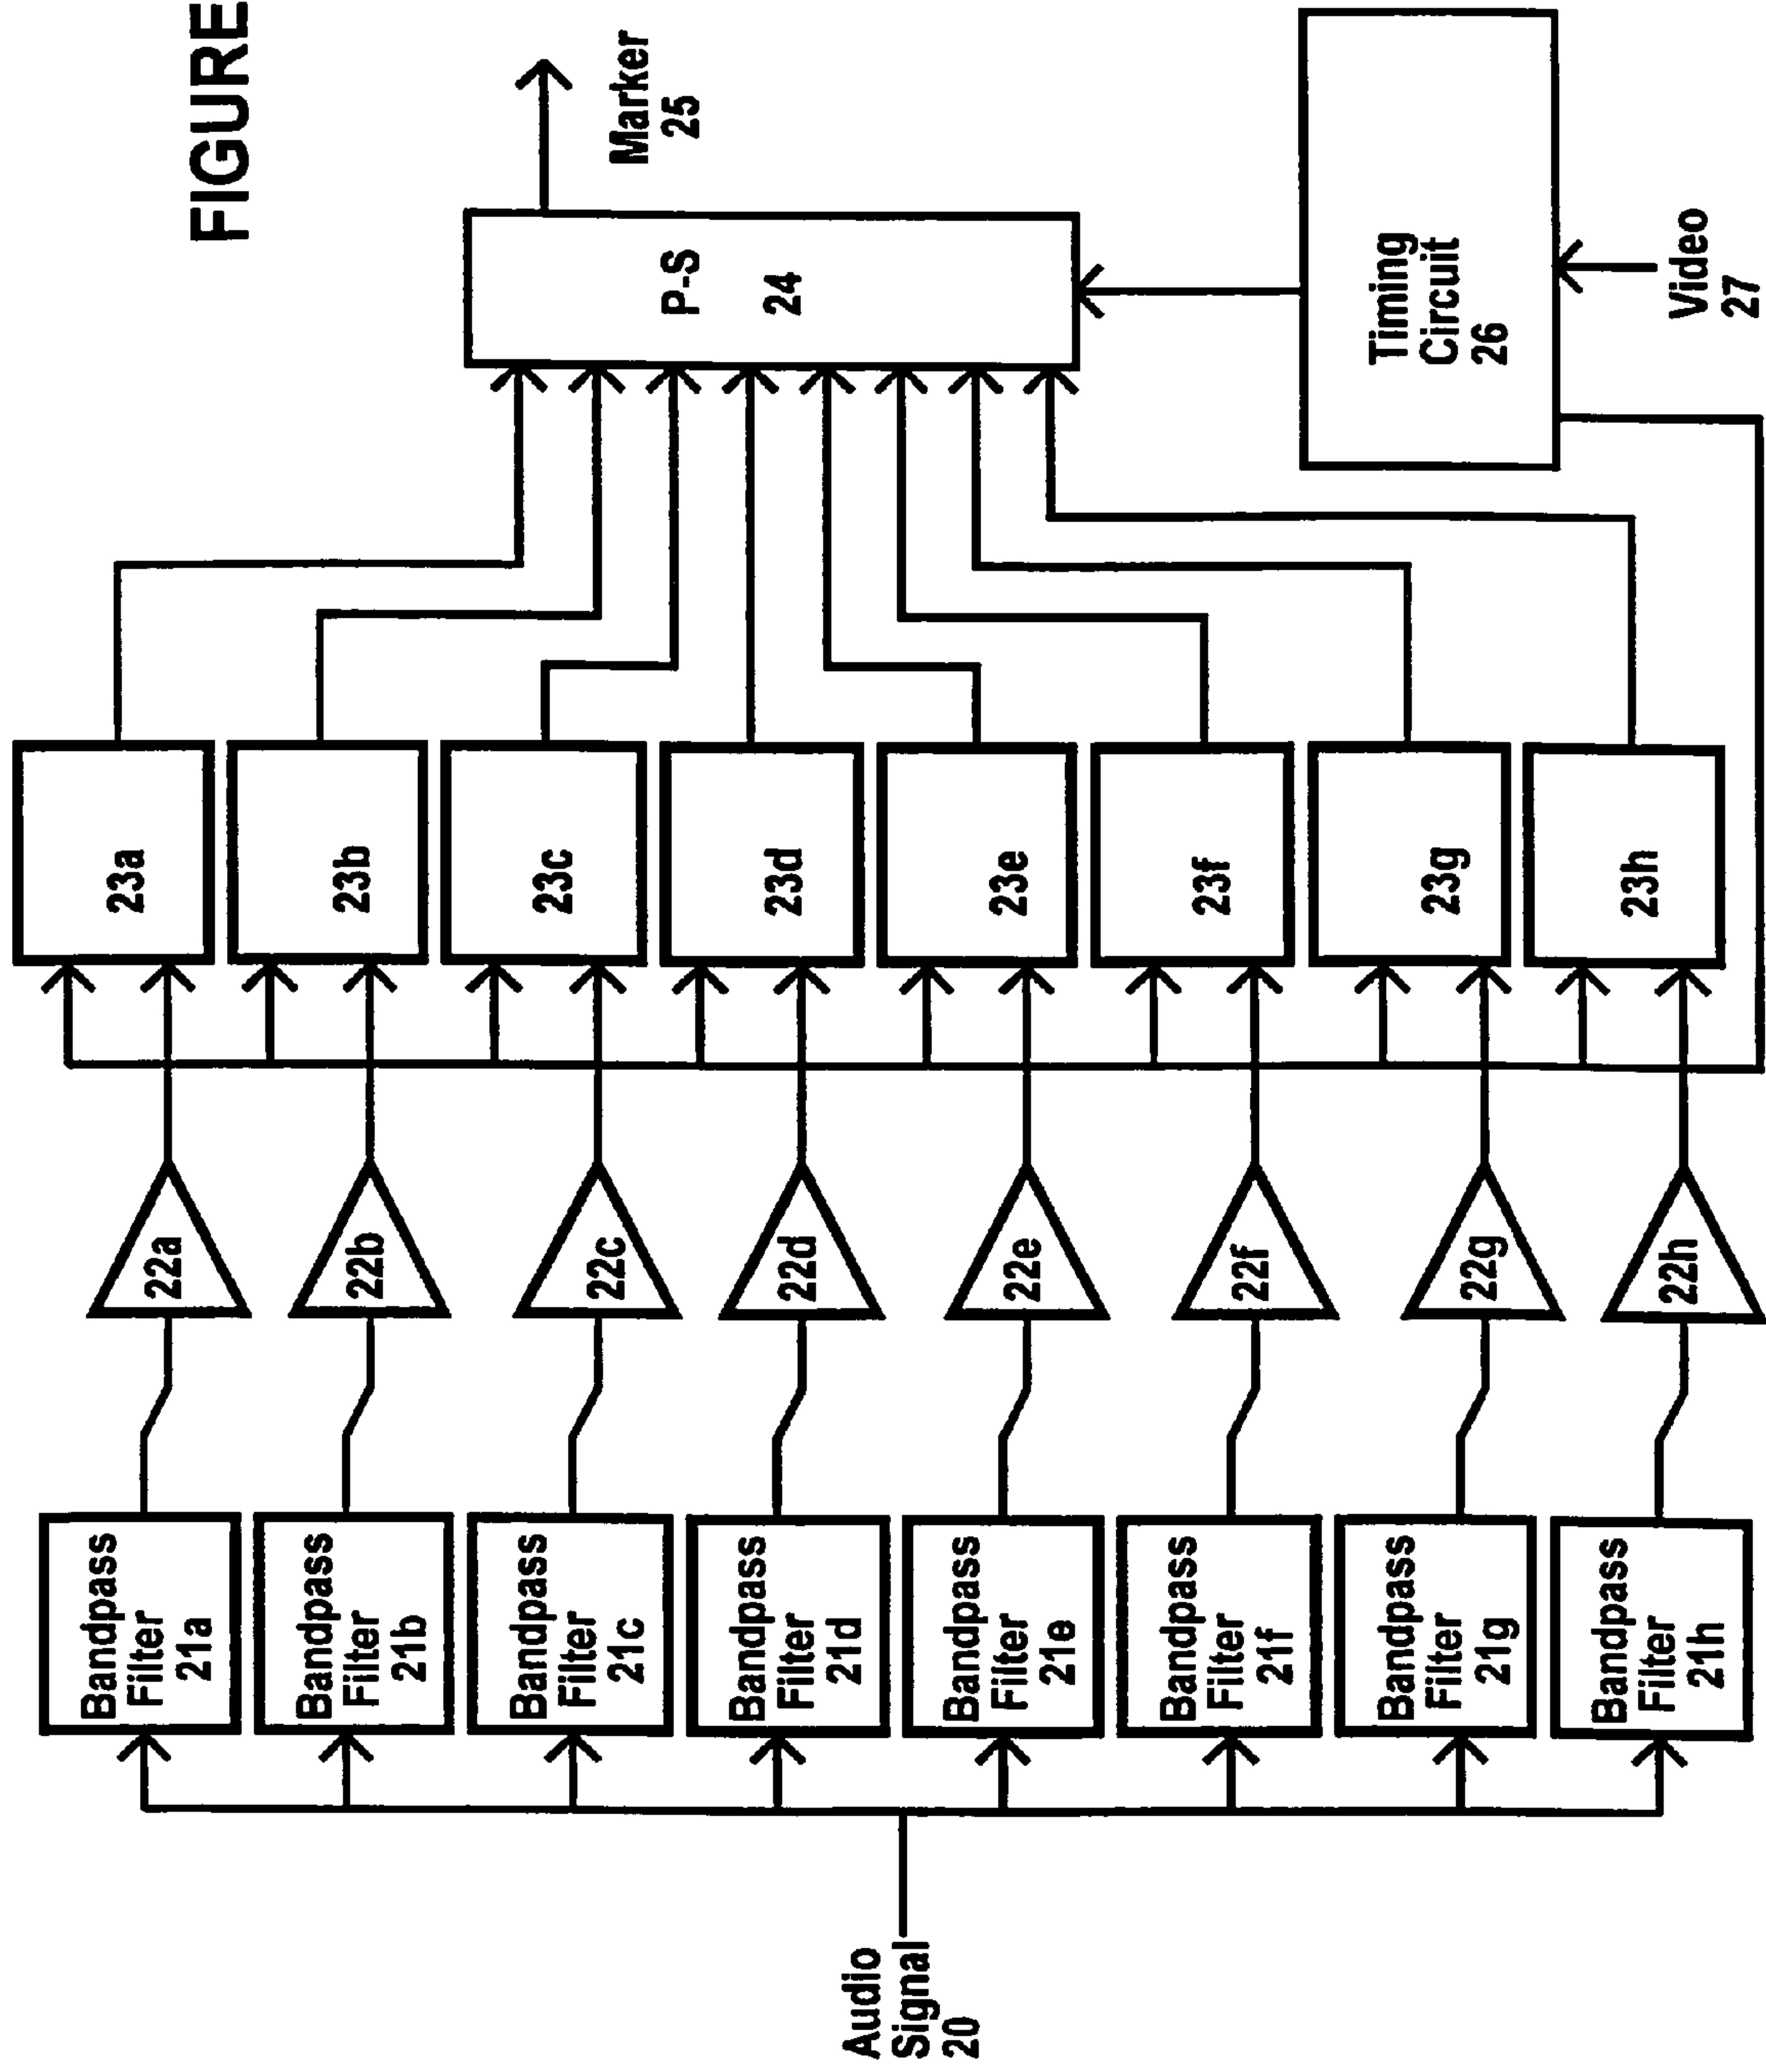 FIGURE
Audio
Signal
20
Bandpass
Filter
21a
Bandpass
Filter
21b
Bandpass
Filter
21c
Bandpass
Filter
21d
Bandpass
Filter
21e
Bandpass
Filter
21f
Bandpass
Filter
21g
Bandpass
Filter
21h
22a
22b
22c
22d
22e
22f
22g
22h
23a
23b
23c
23d
23e
23f
23g
23h
P-S
24
Marker
25
Timing
Circuit
26
Video
27